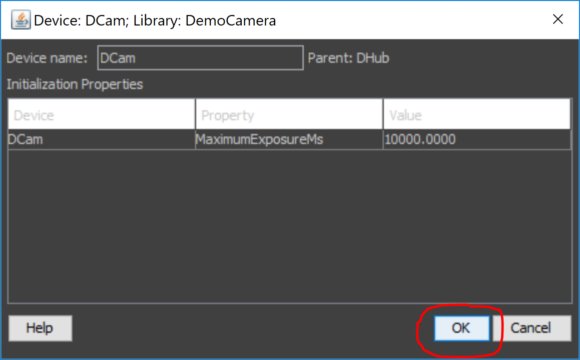 Device: DCam; Library: DemoCamera
Device name: DCam Parent: DHub
Initialization Properties
Device Property Value
DCam MaximumExposureMs 10000.0000
Help OK Cancel